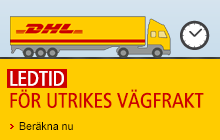 DHL
LEDTID
FÖR UTRIKES VÄGFRAKT
› Beräkna nu